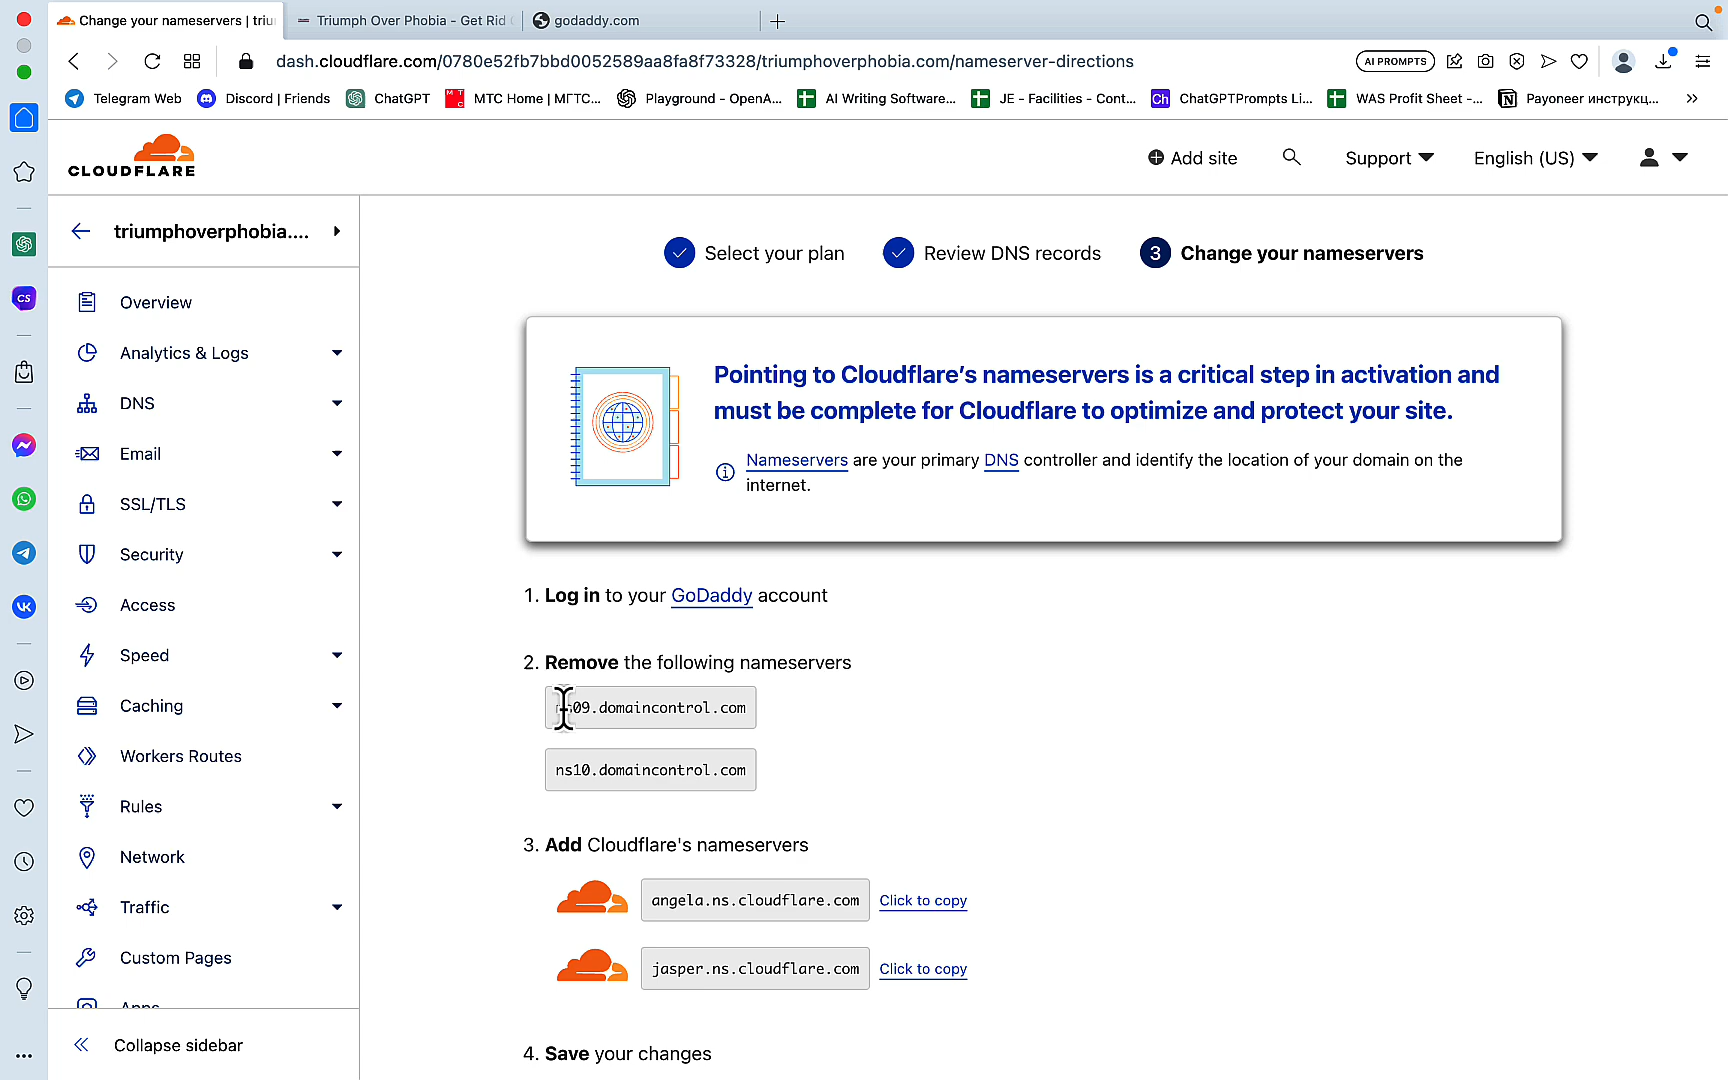 Change your nameservers | triu
Triumph Over Phobia - Get Rid
godaddy.com
dash.cloudflare.com/0780e52fb7bbd0052589aa8fa8f73328/triumphoverphobia.com/nameserver-directions
AI PROMPTS
Telegram Web
Discord | Friends
ChatGPT
МТС Home | МГТС...
Playground - OpenA...
AI Writing Software...
JE - Facilities - Cont...
Ch
ChatGPTPrompts Li...
WAS Profit Sheet -...
Payoneer инструкц...
CLOUDFLARE
Add site
Support
English (US)
CS
triumphoverphobia....
Overview
Analytics & Logs
DNS
Email
SSL/TLS
Security
Access
Speed
Caching
Workers Routes
Rules
Network
Traffic
Custom Pages
Apps
Collapse sidebar
Select your plan
Review DNS records
3 Change your nameservers
Pointing to Cloudflare’s nameservers is a critical step in activation and
must be complete for Cloudflare to optimize and protect your site.
Nameservers are your primary DNS controller and identify the location of your domain on the
internet.
1. Log in to your GoDaddy account
2. Remove the following nameservers
ns09.domaincontrol.com
ns10.domaincontrol.com
3. Add Cloudflare's nameservers
angela.ns.cloudflare.com Click to copy
jasper.ns.cloudflare.com Click to copy
4. Save your changes